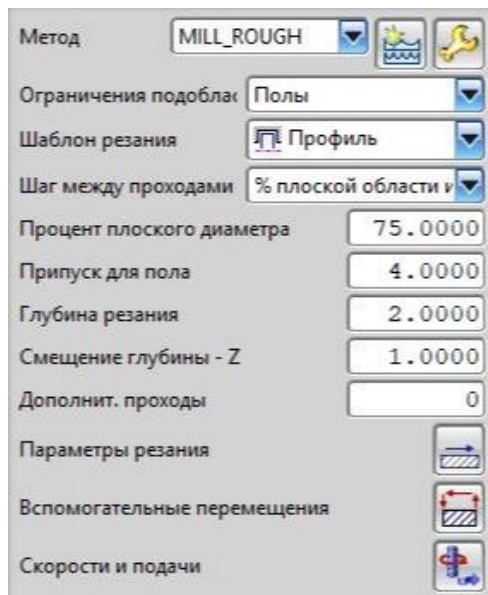 Метод MILL_ROUGH
Ограничения подоблас Полы
Шаблон резания Профиль
Шаг между проходами % плоской области и
Процент плоского диаметра 75.0000
Припуск для пола 4.0000
Глубина резания 2.0000
Смещение глубины - Z 1.0000
Дополнит. проходы 0
Параметры резания
Вспомогательные перемещения
Скорости и подачи